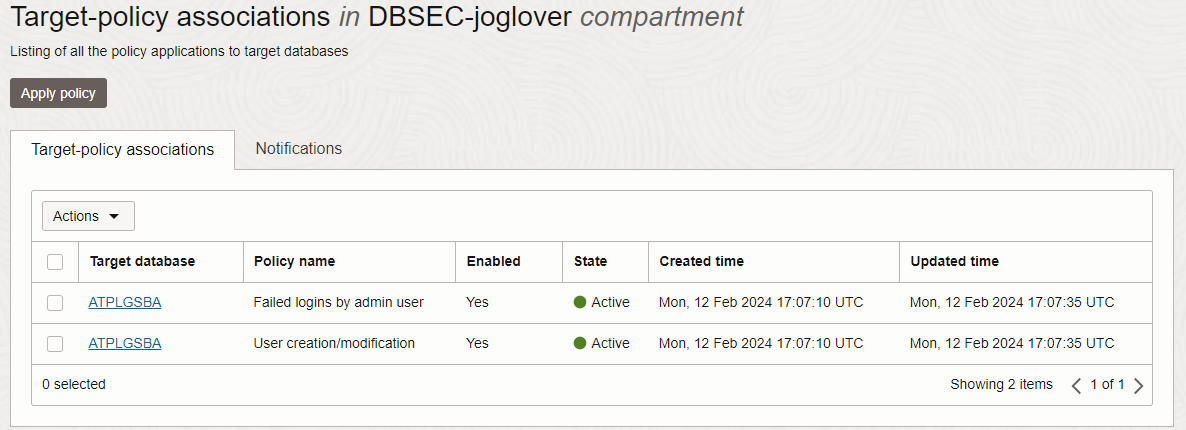 Target-policy associations in DBSEC-joglover compartment
Listing of all the policy applications to target databases
Apply policy
Target-policy associations Notifications
Actions
Target database Policy name Enabled State Created time Updated time
ATPLGSBA Failed logins by admin user Yes Active Mon, 12 Feb 2024 17:07:10 UTC Mon, 12 Feb 2024 17:07:35 UTC
ATPLGSBA User creation/modification Yes Active Mon, 12 Feb 2024 17:07:10 UTC Mon, 12 Feb 2024 17:07:35 UTC
0 selected Showing 2 items 1 of 1